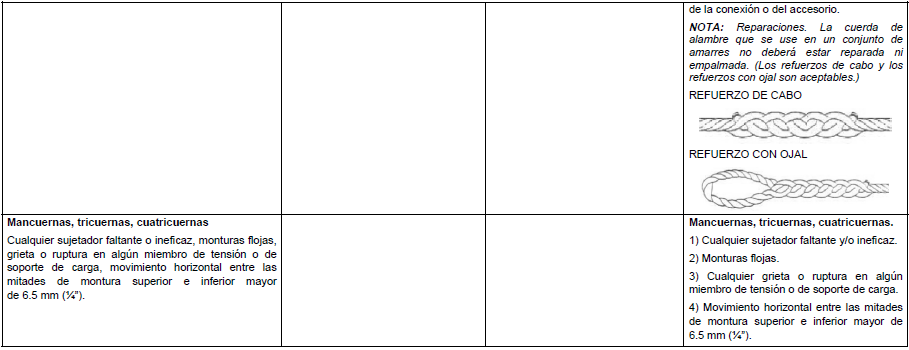 de la conexión o del accesorio.
NOTA: Reparaciones. La cuerda de
alambre que se use en un conjunto de
amarres no deberá estar reparada ni
empalmada. (Los refuerzos de cabo y los
refuerzos con ojal son aceptables.)
REFUERZO DE CABO
REFUERZO CON OJAL
Mancuernas, tricuernas, cuatricuernas
Cualquier sujetador faltante o ineficaz, monturas flojas,
grieta o ruptura en algún miembro de tensión o de
soporte de carga, movimiento horizontal entre las
mitades de montura superior e inferior mayor
de 6.5 mm (¼”).
Mancuernas, tricuernas, cuatricuernas.
1) Cualquier sujetador faltante y/o ineficaz.
2) Monturas flojas.
3) Cualquier grieta o ruptura en algún
miembro de tensión o de soporte de carga.
4) Movimiento horizontal entre las mitades
de montura superior e inferior mayor de
6.5 mm (¼”).